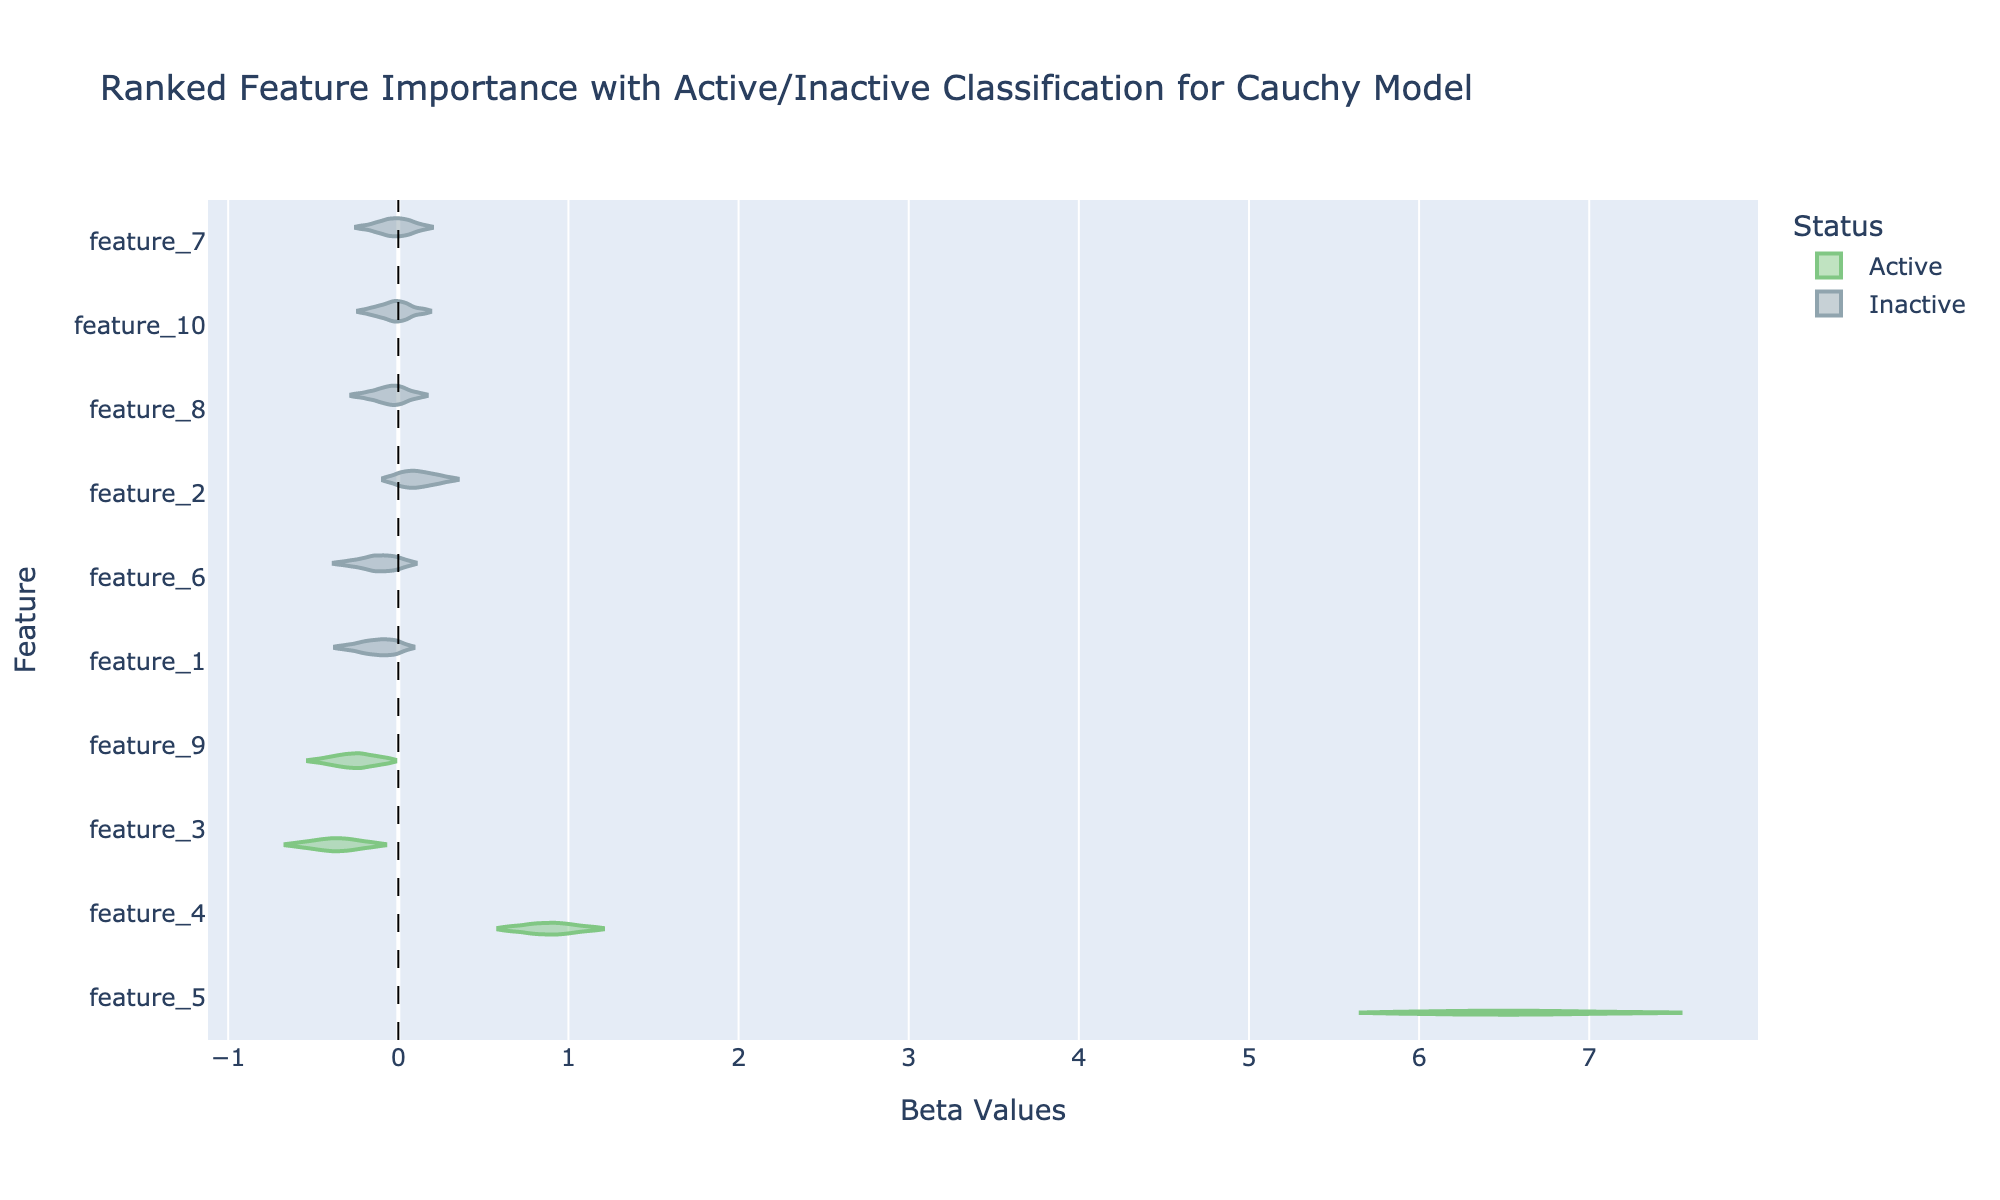 Ranked Feature Importance with Active/Inactive Classification for Cauchy Model
Status
Active
Inactive
Feature
feature_7
feature_10
feature_8
feature_2
feature_6
feature_1
feature_9
feature_3
feature_4
feature_5
−1 0 1 2 3 4 5 6 7
Beta Values